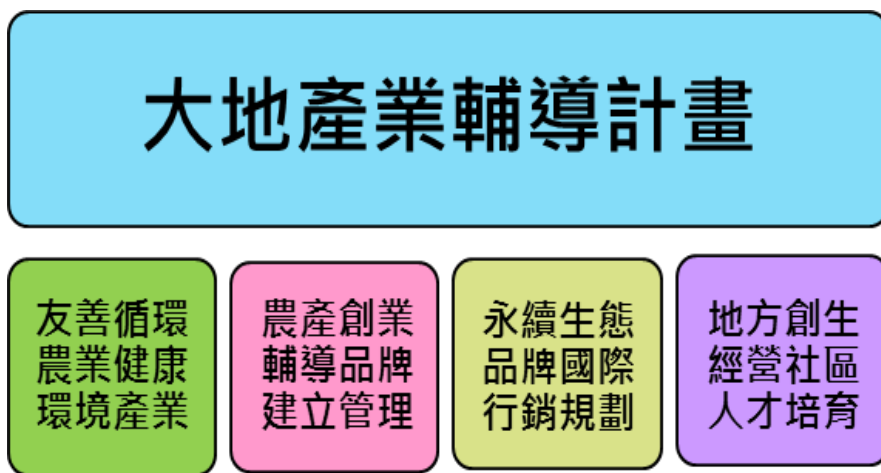 大地產業輔導計畫
友善循環
農業健康
環境產業
農產創業
輔導品牌
建立管理
永續生態
品牌國際
行銷規劃
地方創生
經營社區
人才培育